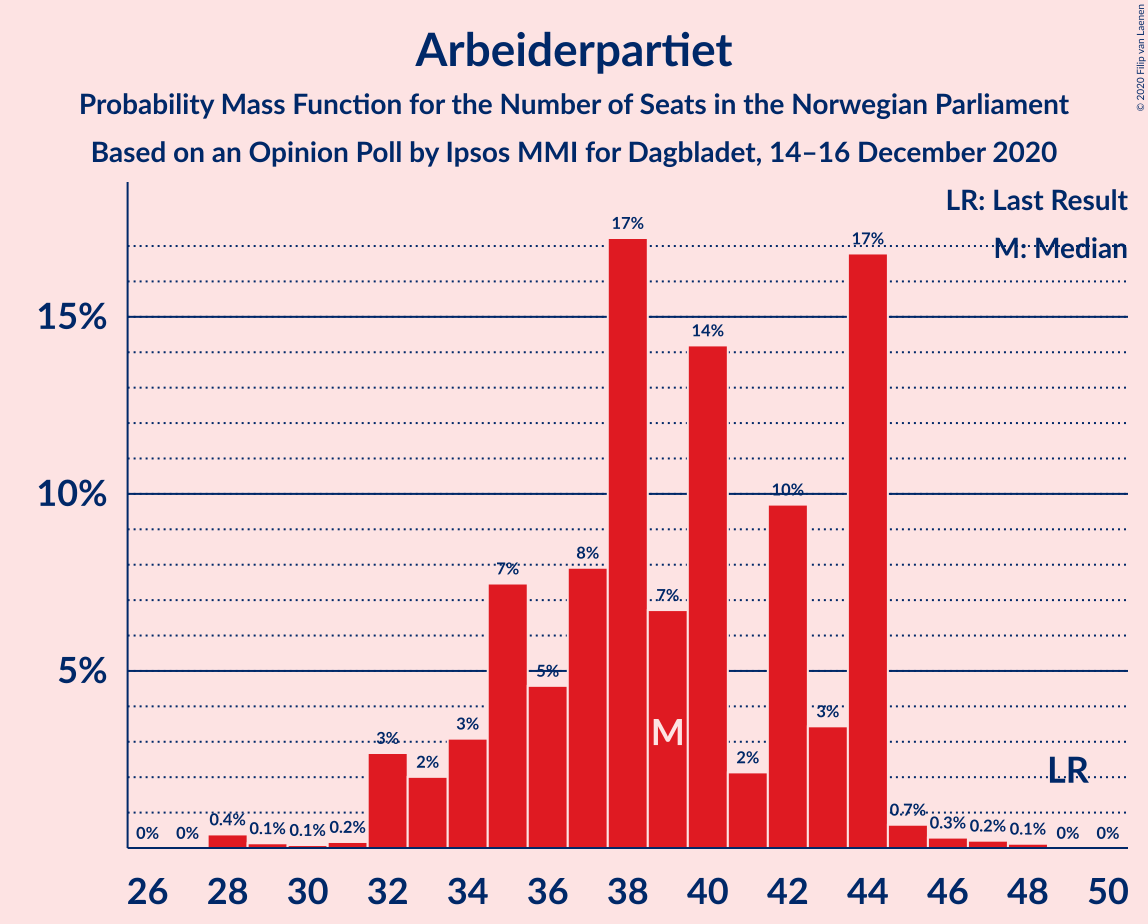 © 2020 Filip van Laenen
Arbeiderpartiet
Probability Mass Function for the Number of Seats in the Norwegian Parliament
Based on an Opinion Poll by Ipsos MMI for Dagbladet, 14–16 December 2020
LR: Last Result
M: Median
15%
10%
5%
0% 0% 0.4% 0.1% 0.1% 0.2% 3% 2% 3% 7% 5% 8% 17% 7% 14% 2% 10% 3% 17% 0.7% 0.3% 0.2% 0.1% 0% 0%
M
LR
26 28 30 32 34 36 38 40 42 44 46 48 50